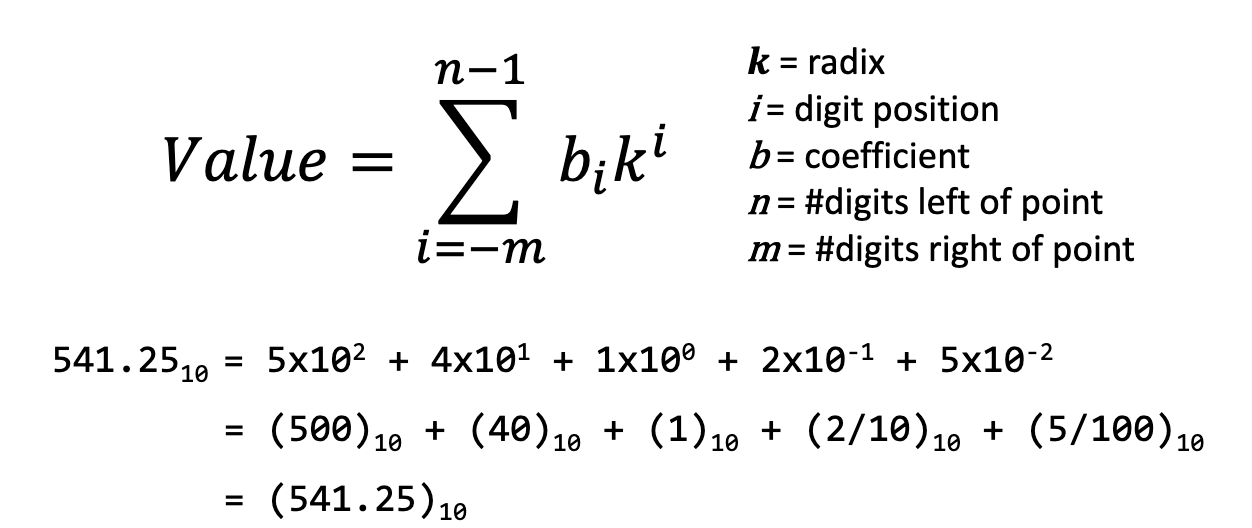 Value = \sum_{i=-m}^{n-1} b_i k^i
k = radix
i = digit position
b = coefficient
n = #digits left of point
m = #digits right of point
541.25₁₀ = 5x10² + 4x10¹ + 1x10⁰ + 2x10⁻¹ + 5x10⁻²
= (500)₁₀ + (40)₁₀ + (1)₁₀ + (2/10)₁₀ + (5/100)₁₀
= (541.25)₁₀